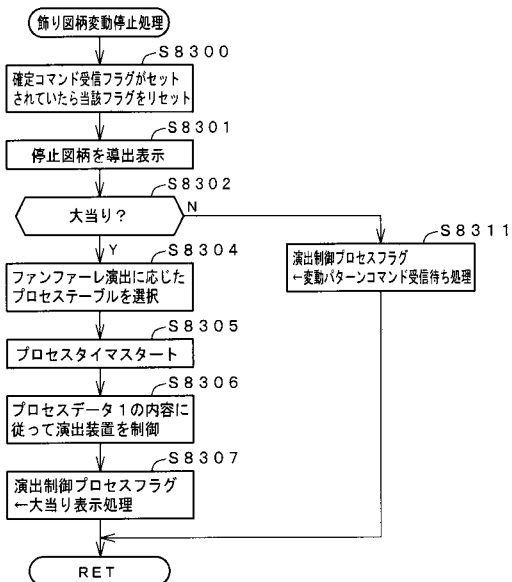 飾り図柄変動停止処理
S8300
確定コマンド受信フラグがセット
されていたら当該フラグをリセット
S8301
停止図柄を導出表示
S8302
大当り?
N
Y
S8311
演出制御プロセスフラグ
←変動パターンコマンド受信待ち処理
S8304
ファンファーレ演出に応じた
プロセステーブルを選択
S8305
プロセスタイマスタート
S8306
プロセスデータ1の内容に
従って演出装置を制御
S8307
演出制御プロセスフラグ
←大当り表示処理
RET